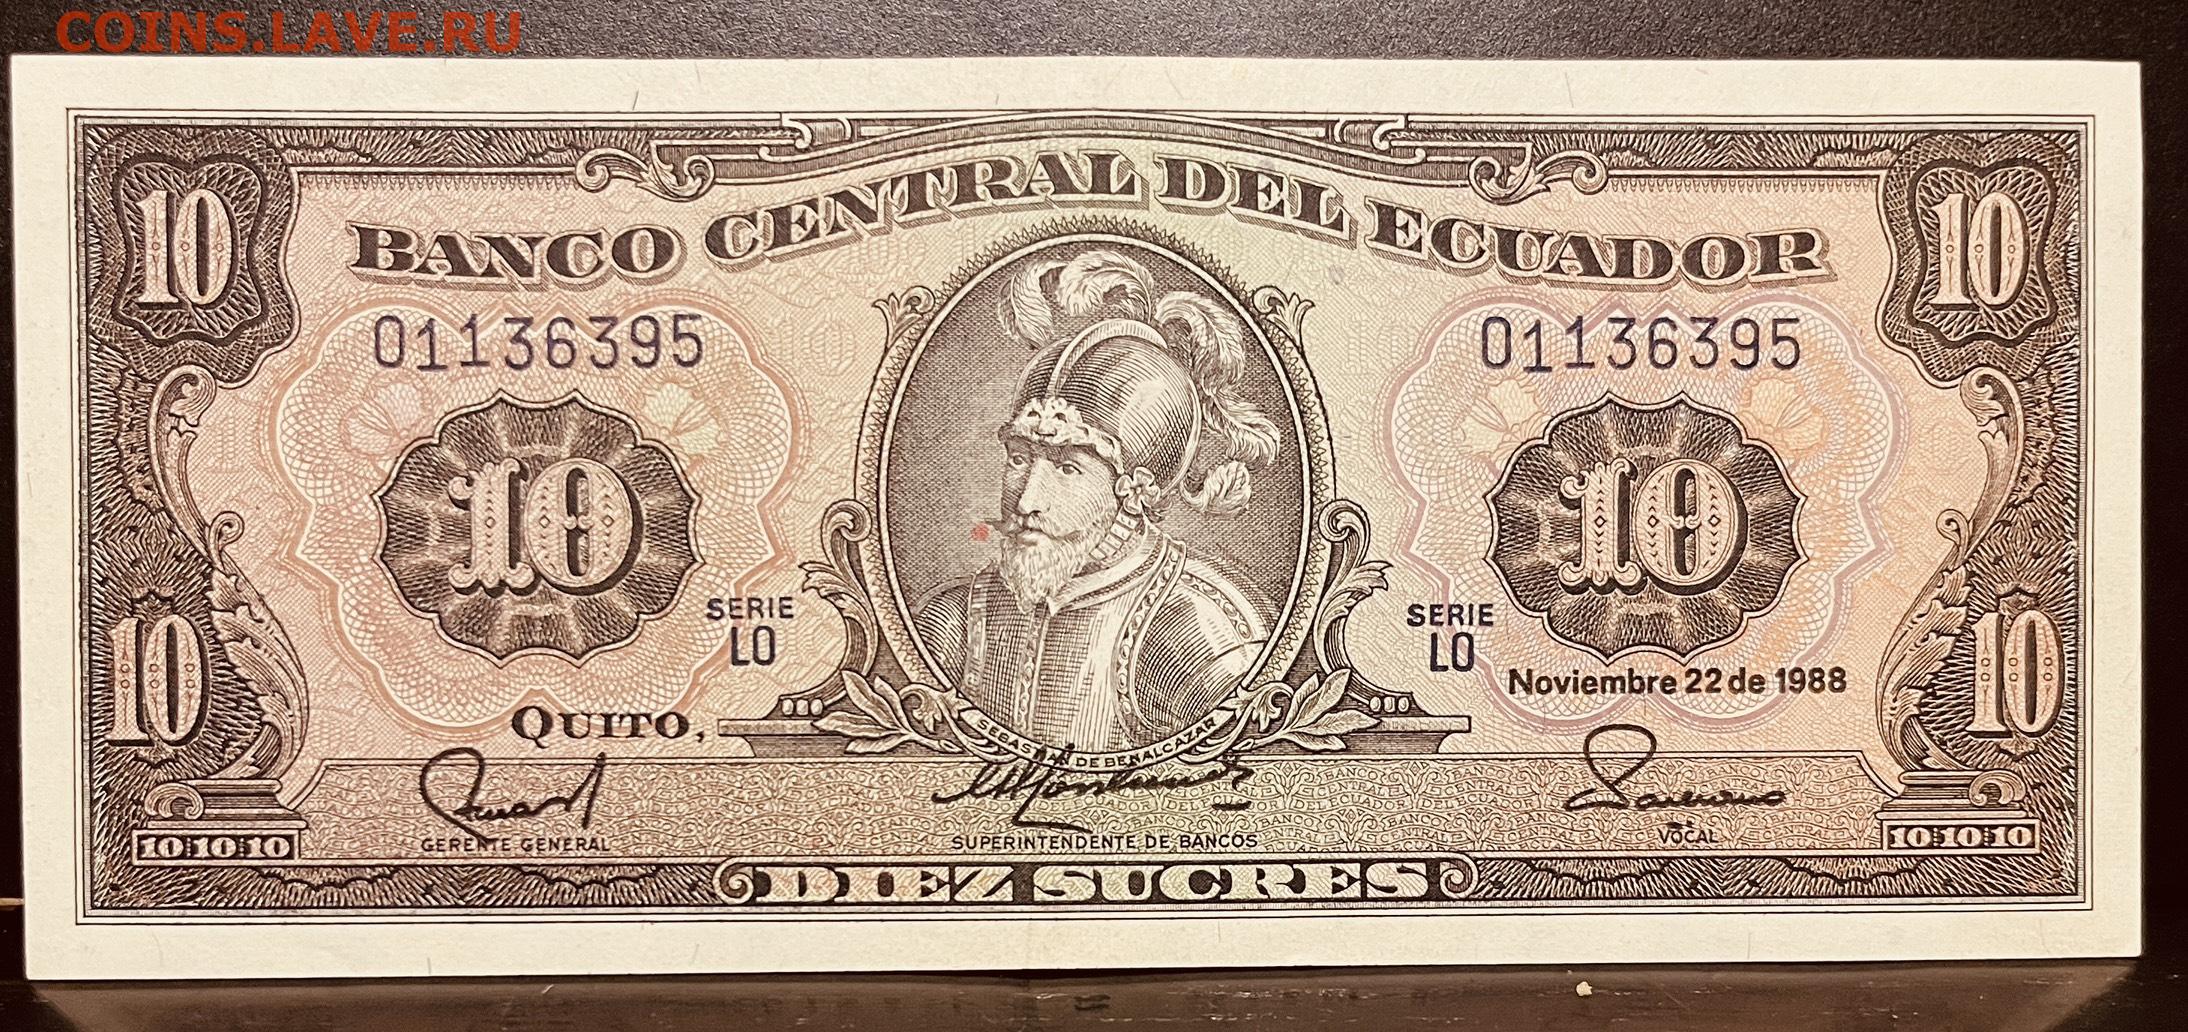 COINS.LAVE.RU
BANCO CENTRAL DEL ECUADOR
10
10
01136395
01136395
10
10
SERIE
LO
SERIE
LO
10
10
Noviembre 22 de 1988
QUITO,
SEBASTIÁN DE BENALCAZAR
GERENTE GENERAL
SUPERINTENDENTE DE BANCOS
VOCAL
10 10 10
10 10 10
DIEZ SUCRES